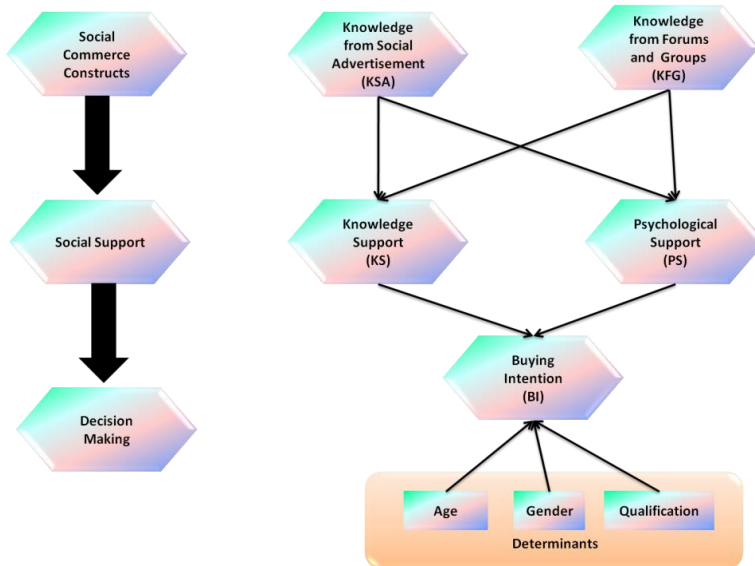 Social
Commerce
Constructs
Knowledge
from Social
Advertisement
(KSA)
Knowledge
from Forums
and Groups
(KFG)
Social Support
Knowledge
Support
(KS)
Psychological
Support
(PS)
Buying
Intention
(BI)
Decision
Making
Age
Gender
Qualification
Determinants